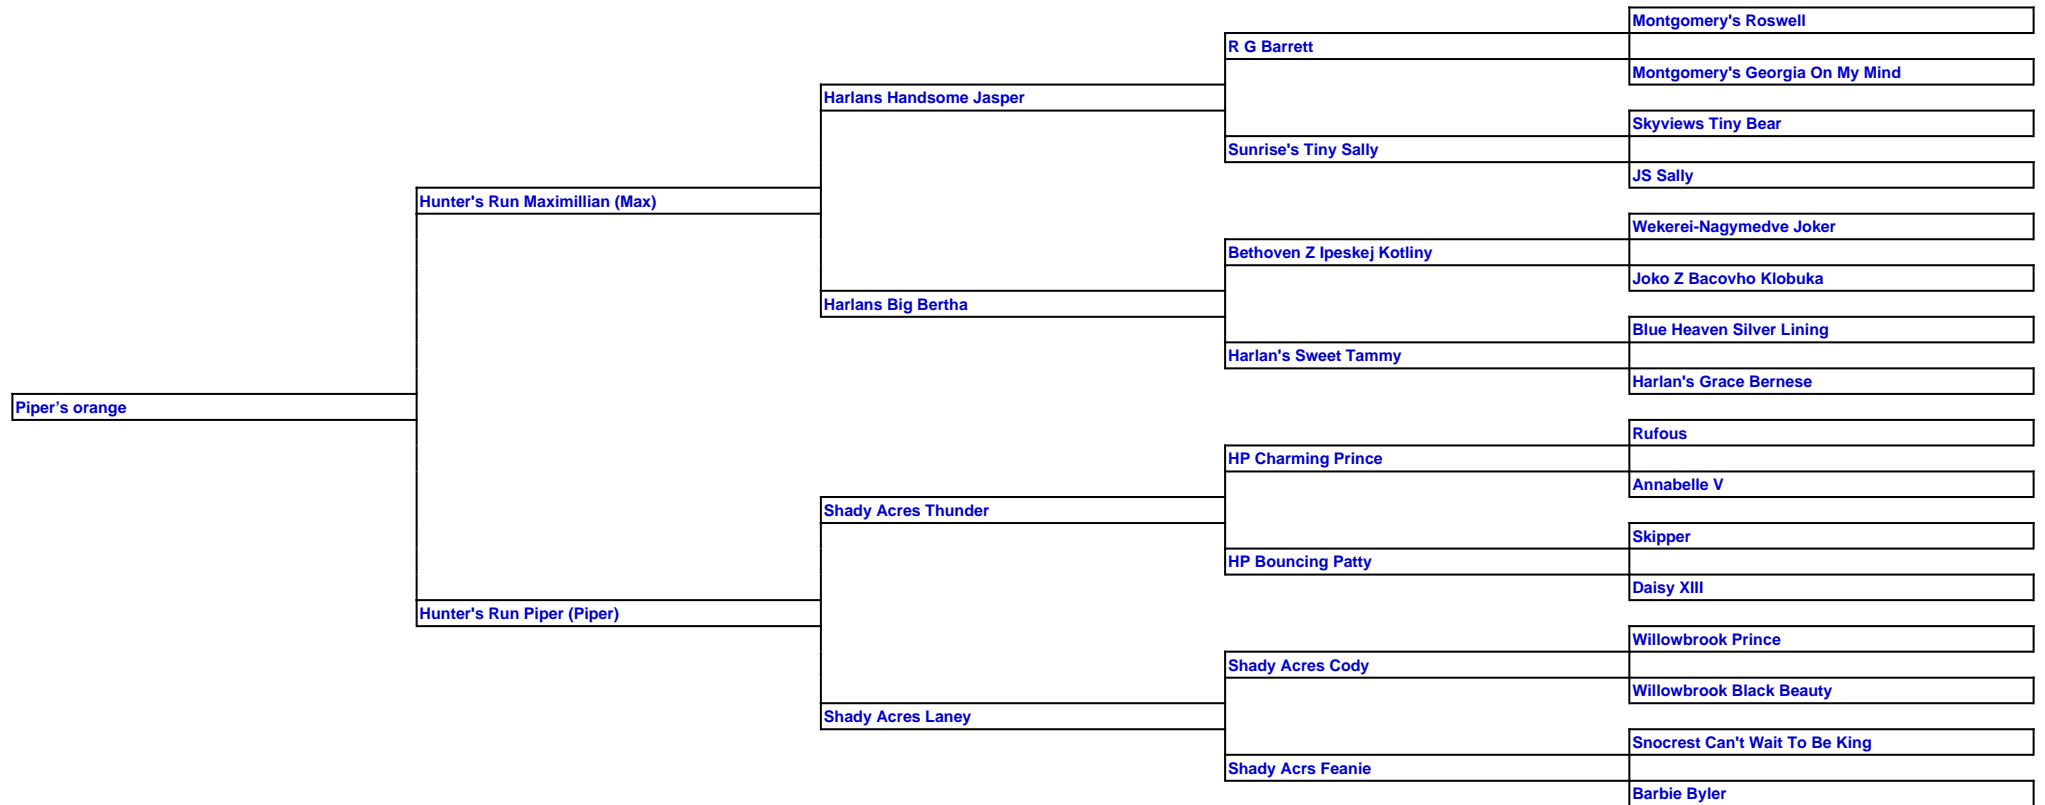 Montgomery's Roswell
R G Barrett
Montgomery's Georgia On My Mind
Harlans Handsome Jasper
Skyviews Tiny Bear
Sunrise's Tiny Sally
JS Sally
Hunter's Run Maximillian (Max)
Wekerei-Nagymedve Joker
Bethoven Z Ipeskej Kotliny
Joko Z Bacovho Klobuka
Harlans Big Bertha
Blue Heaven Silver Lining
Harlan's Sweet Tammy
Harlan's Grace Bernese
Piper’s orange
Rufous
HP Charming Prince
Annabelle V
Shady Acres Thunder
Skipper
HP Bouncing Patty
Daisy XIII
Hunter's Run Piper (Piper)
Willowbrook Prince
Shady Acres Cody
Willowbrook Black Beauty
Shady Acres Laney
Snocrest Can't Wait To Be King
Shady Acrs Feanie
Barbie Byler